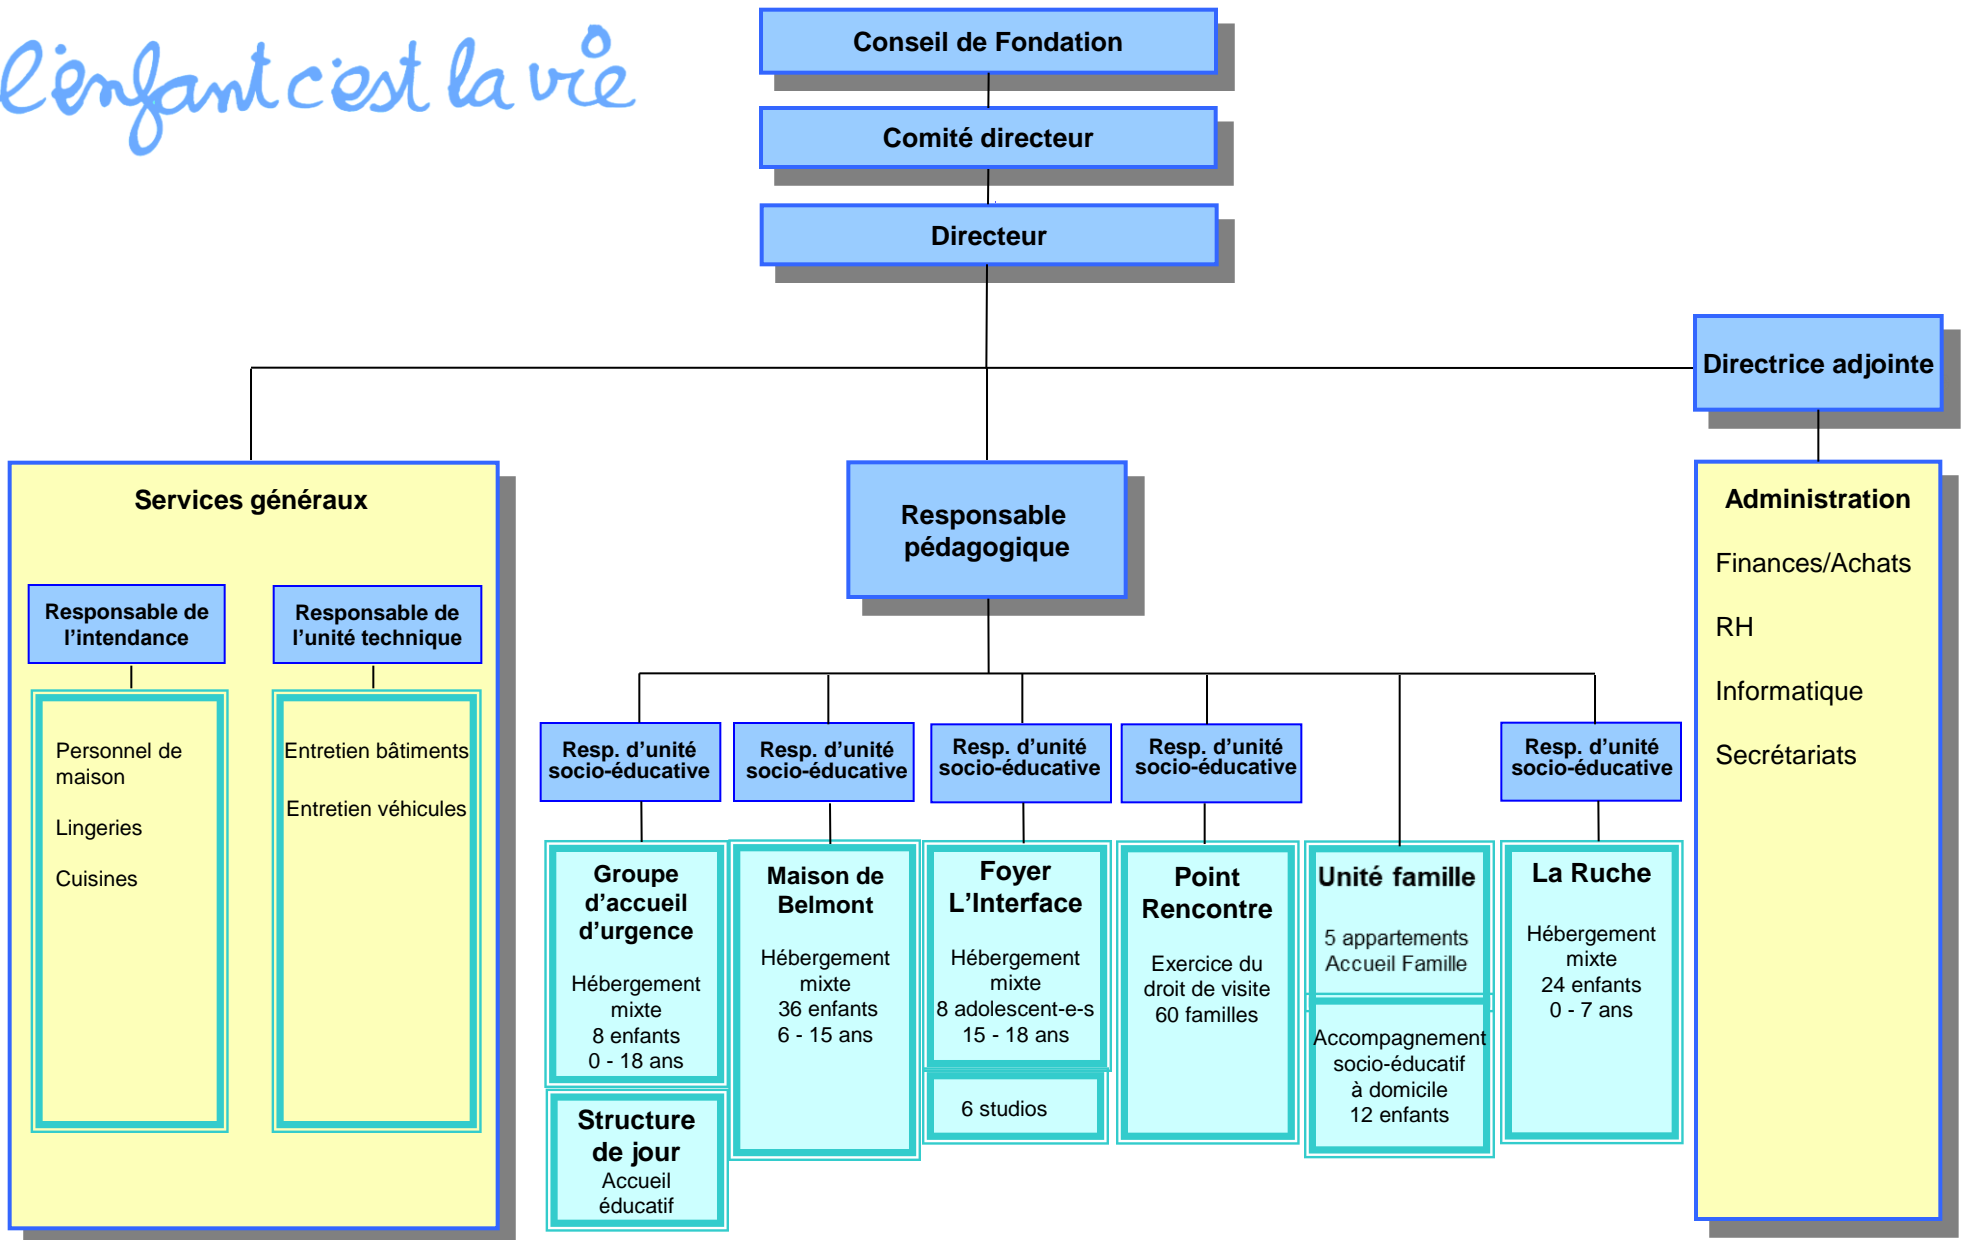 l'enfant c'est la vie
Conseil de Fondation
Comité directeur
Directeur
Directrice adjointe
Services généraux
Responsable de
l’intendance
Personnel de
maison
Lingeries
Cuisines
Responsable de
l’unité technique
Entretien bâtiments
Entretien véhicules
Responsable
pédagogique
Resp. d’unité
socio-éducative
Groupe
d’accueil
d’urgence
Hébergement
mixte
8 enfants
0 - 18 ans
Structure
de jour
Accueil
éducatif
Resp. d’unité
socio-éducative
Maison de
Belmont
Hébergement
mixte
36 enfants
6 - 15 ans
Resp. d’unité
socio-éducative
Foyer
L’Interface
Hébergement
mixte
8 adolescent-e-s
15 - 18 ans
6 studios
Resp. d’unité
socio-éducative
Point
Rencontre
Exercice du
droit de visite
60 familles
Unité famille
5 appartements
Accueil Famille
Accompagnement
socio-éducatif
à domicile
12 enfants
Resp. d’unité
socio-éducative
La Ruche
Hébergement
mixte
24 enfants
0 - 7 ans
Administration
Finances/Achats
RH
Informatique
Secrétariats